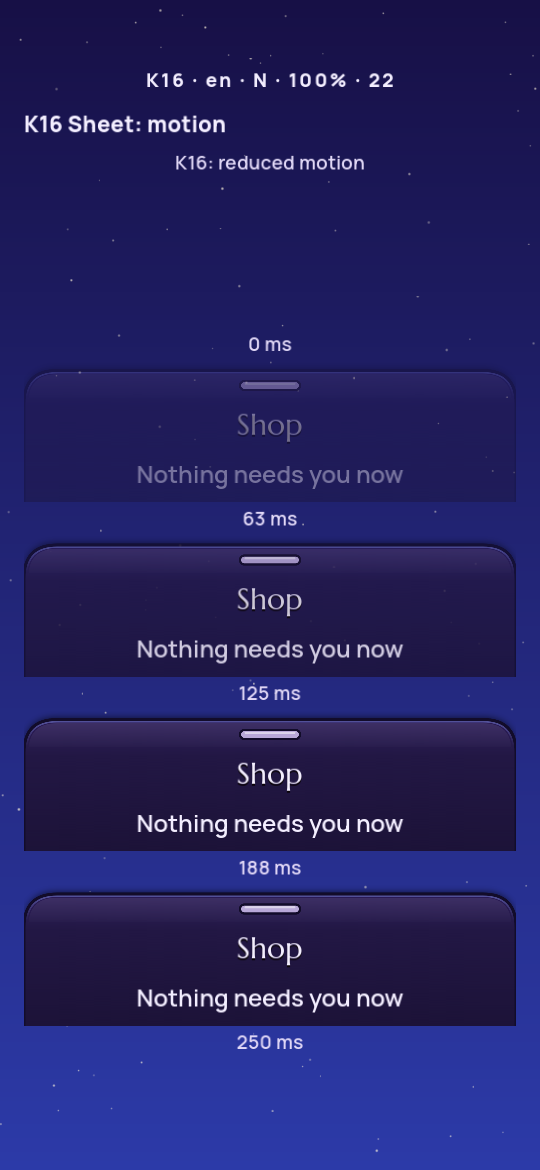 K16 · en · N · 100% · 22
K16 Sheet: motion
K16: reduced motion
0 ms
Shop
Nothing needs you now
63 ms
Shop
Nothing needs you now
125 ms
Shop
Nothing needs you now
188 ms
Shop
Nothing needs you now
250 ms